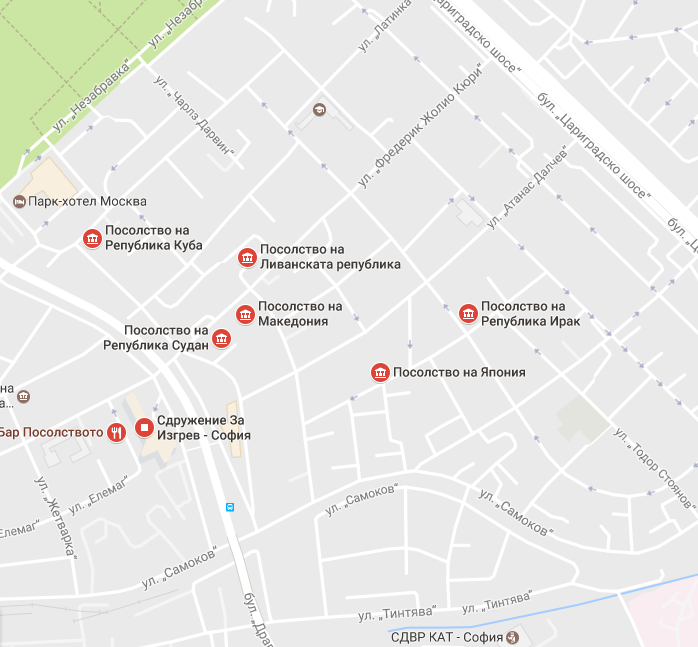 ул. „Незабравка“
ул. „Латинка“
бул. „Цариградско шосе“
ул. „Незабравка“
ул. „Чарлз Дарвин“
ул. „Фредерик Жолио Кюри“
бул. „Цариградско шосе“
ул. „Атанас Далчев“
Парк-хотел Москва
Посолство на
Република Куба
Посолство на
Ливанската република
Посолство на
Македония
Посолство на
Република Ирак
Посолство на
Република Судан
Посолство на Япония
на
а...
Сдружение За
Изгрев - София
Бар Посолството
ул. „Тодор Стоянов“
ул. „Жетварка“
ул. „Елемаг“
Елемаг“
ул. „Самоков“
ул. „Самоков“
ул. „Самоков“
ул. „Тинтява“
ул. „Тинтява“
СДВР КАТ - София